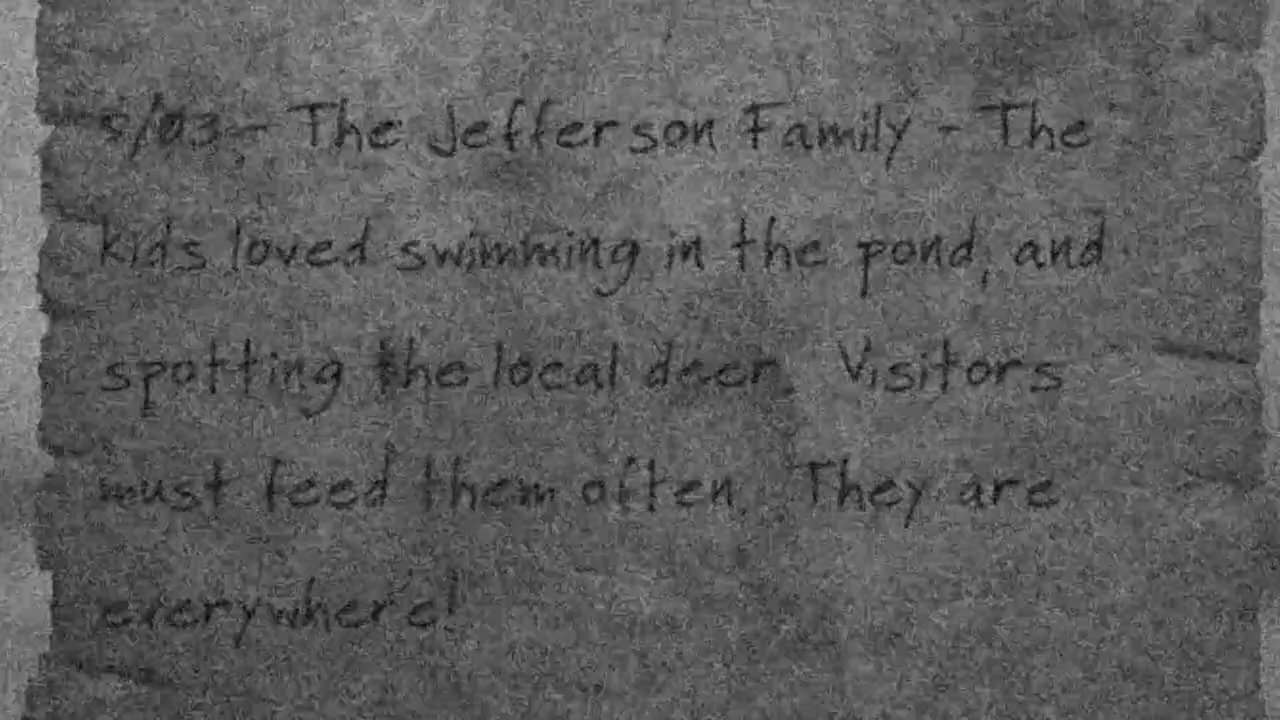 5/03 - The Jefferson Family - The
kids loved swimming in the pond, and
spotting the local deer. Visitors
must feed them often. They are
everywhere!